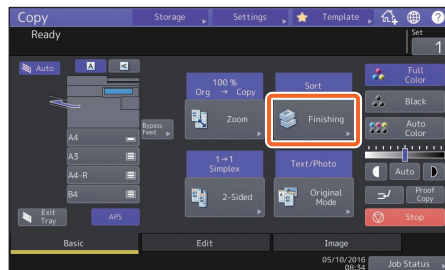 Copy
Storage
Settings
Template
?
Ready
Set
1
Auto
A
A
100 %
Org → Copy
Zoom
Sort
Finishing
Full
Color
Black
Auto
Color
Bypass
Feed
A4
A3
A4-R
B4
1→1
Simplex
2-Sided
Text/Photo
Original
Mode
Auto
Proof
Copy
Exit
Tray
APS
Stop
Basic
Edit
Image
05/10/2016
08:34
Job Status